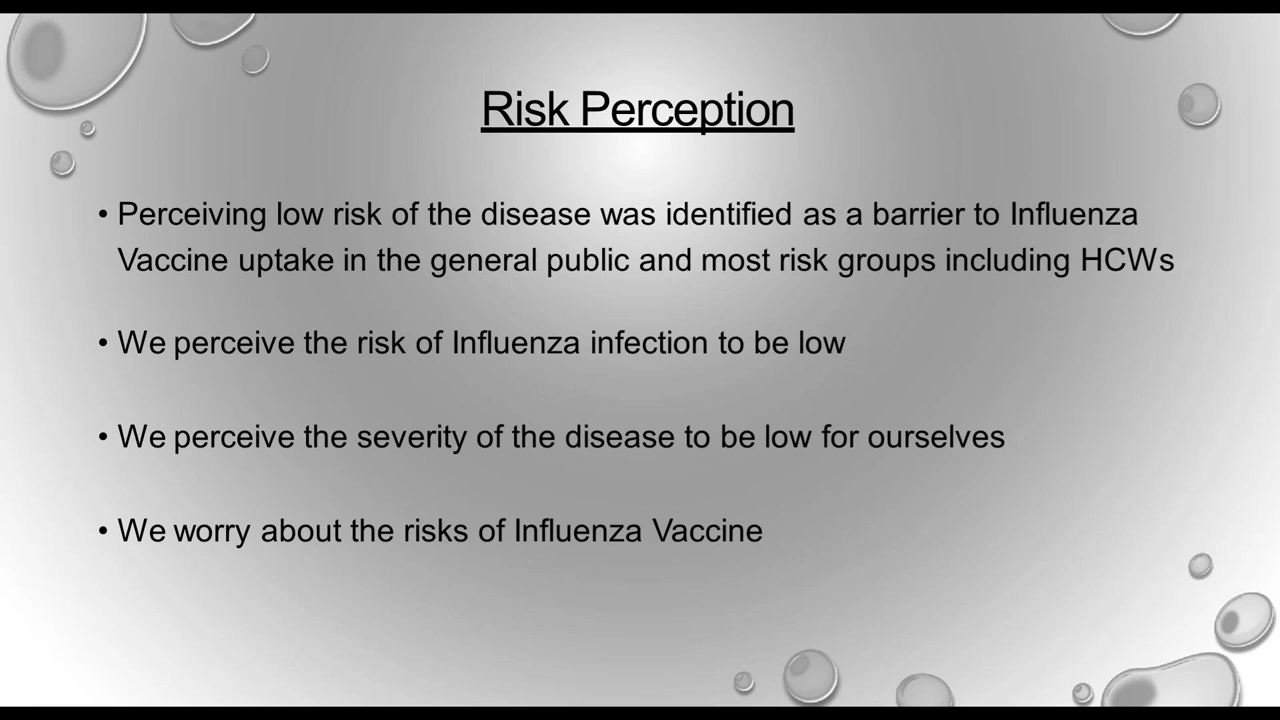 Risk Perception
• Perceiving low risk of the disease was identified as a barrier to Influenza
Vaccine uptake in the general public and most risk groups including HCWs
• We perceive the risk of Influenza infection to be low
• We perceive the severity of the disease to be low for ourselves
• We worry about the risks of Influenza Vaccine